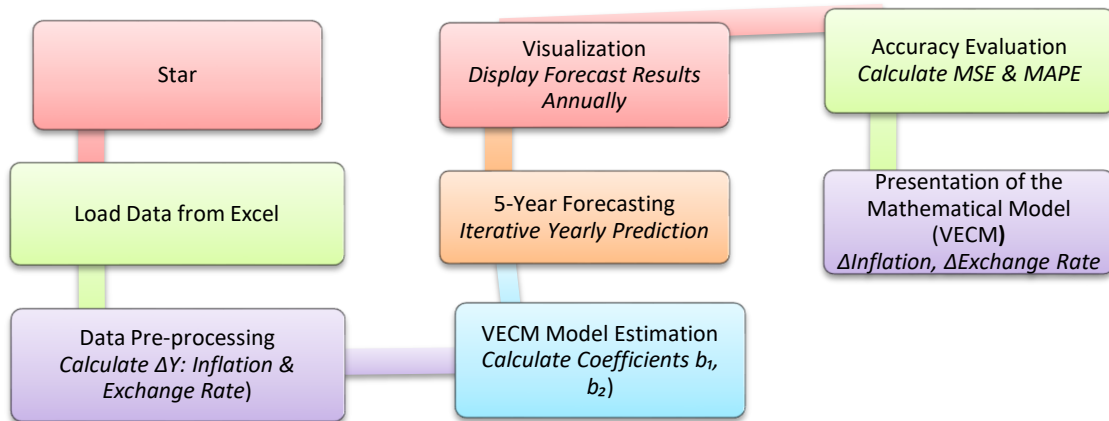 Star
Load Data from Excel
Data Pre-processing
Calculate ΔY: Inflation &
Exchange Rate)
VECM Model Estimation
Calculate Coefficients b₁,
b₂)
5-Year Forecasting
Iterative Yearly Prediction
Visualization
Display Forecast Results
Annually
Accuracy Evaluation
Calculate MSE & MAPE
Presentation of the
Mathematical Model
(VECM)
ΔInflation, ΔExchange Rate